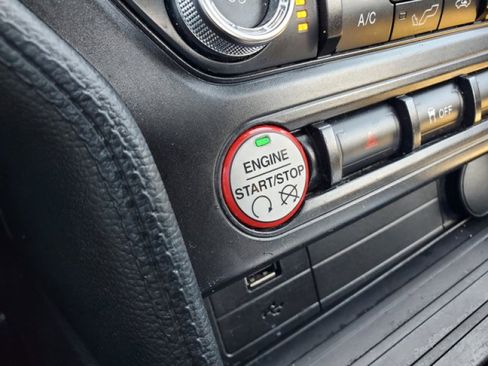 A/C
OFF
ENGINE
START/STOP